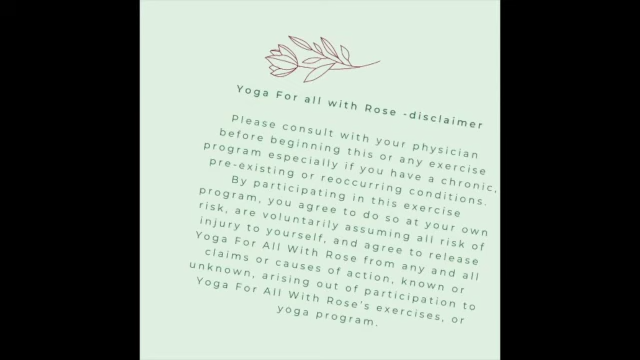 Yoga For all with Rose -disclaimer
Please consult with your physician
before beginning this or any exercise
program especially if you have a chronic,
pre-existing or reoccurring conditions.
By participating in this exercise
program, you agree to do so at your own
risk, are voluntarily assuming all risk of
injury to yourself, and agree to release
Yoga For All With Rose from any and all
claims or causes of action, known or
unknown, arising out of participation to
Yoga For All With Rose's exercises, or
yoga program.